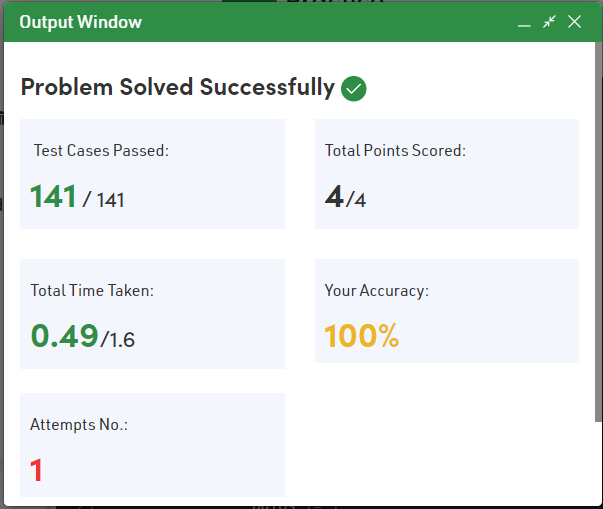 Output Window
Problem Solved Successfully
Test Cases Passed:
141 / 141
Total Points Scored:
4/4
Total Time Taken:
0.49/1.6
Your Accuracy:
100%
Attempts No.:
1